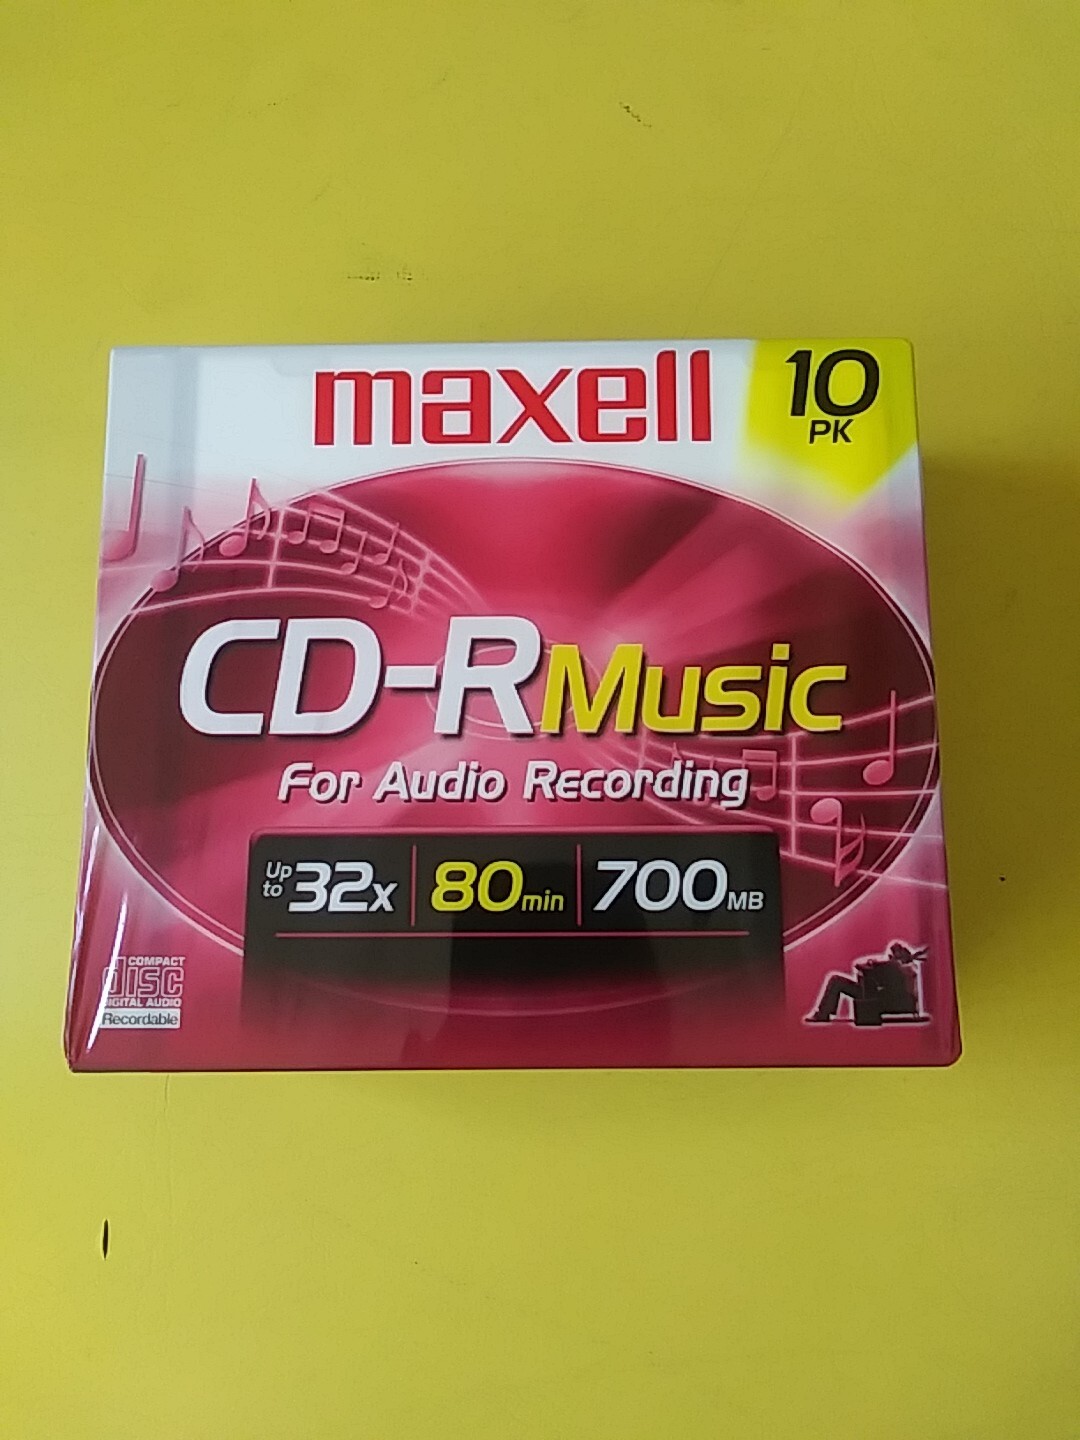 maxell
10
PK
CD-R Music
For Audio Recording
Up to 32x 80min 700MB
COMPACT
disc
DIGITAL AUDIO
Recordable